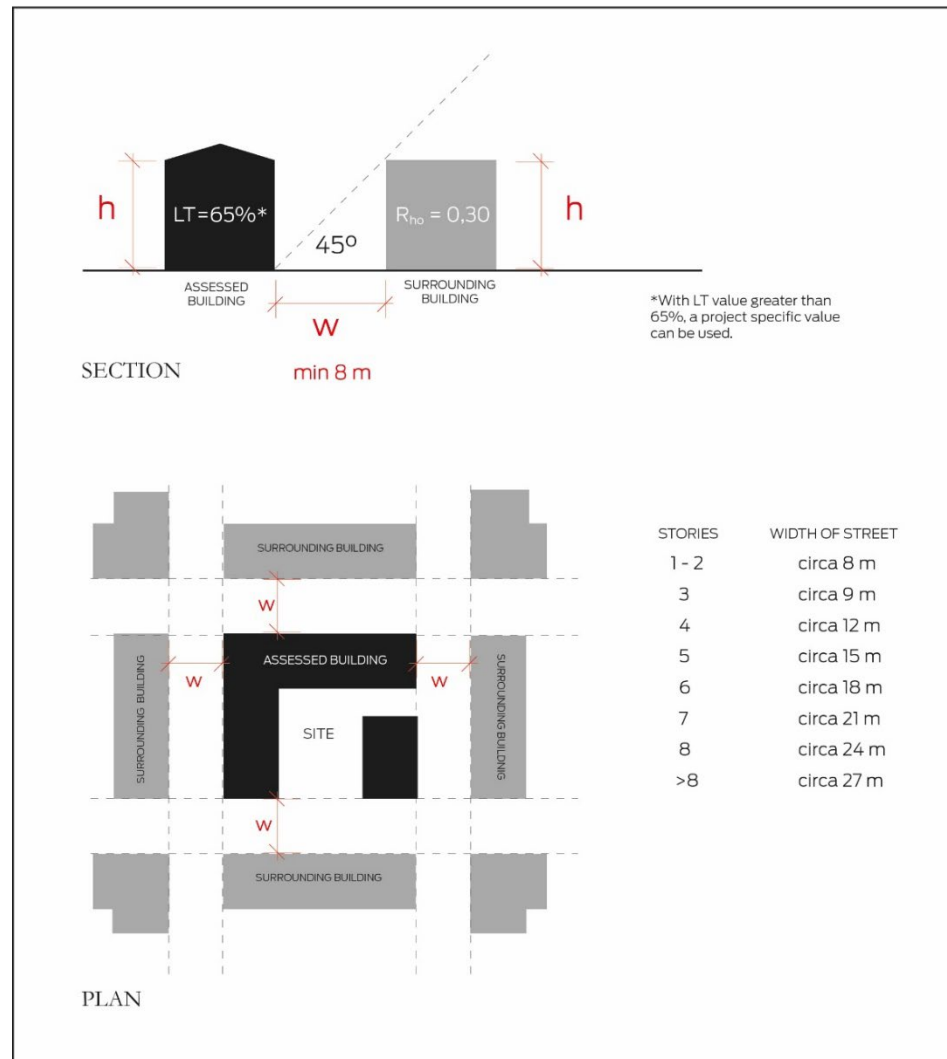 h
LT=65%*
45º
Rho = 0,30
h
ASSESSED
BUILDING
W
SURROUNDING
BUILDING
*With LT value greater than
65%, a project specific value
can be used.
SECTION
min 8 m
SURROUNDING BUILDING
w
SURROUNDING BUILDING
w
ASSESSED BUILDING
w
SURROUNDING BUILDNIG
SITE
w
SURROUNDING BUILDING
STORIES WIDTH OF STREET
1 - 2 circa 8 m
3 circa 9 m
4 circa 12 m
5 circa 15 m
6 circa 18 m
7 circa 21 m
8 circa 24 m
>8 circa 27 m
PLAN